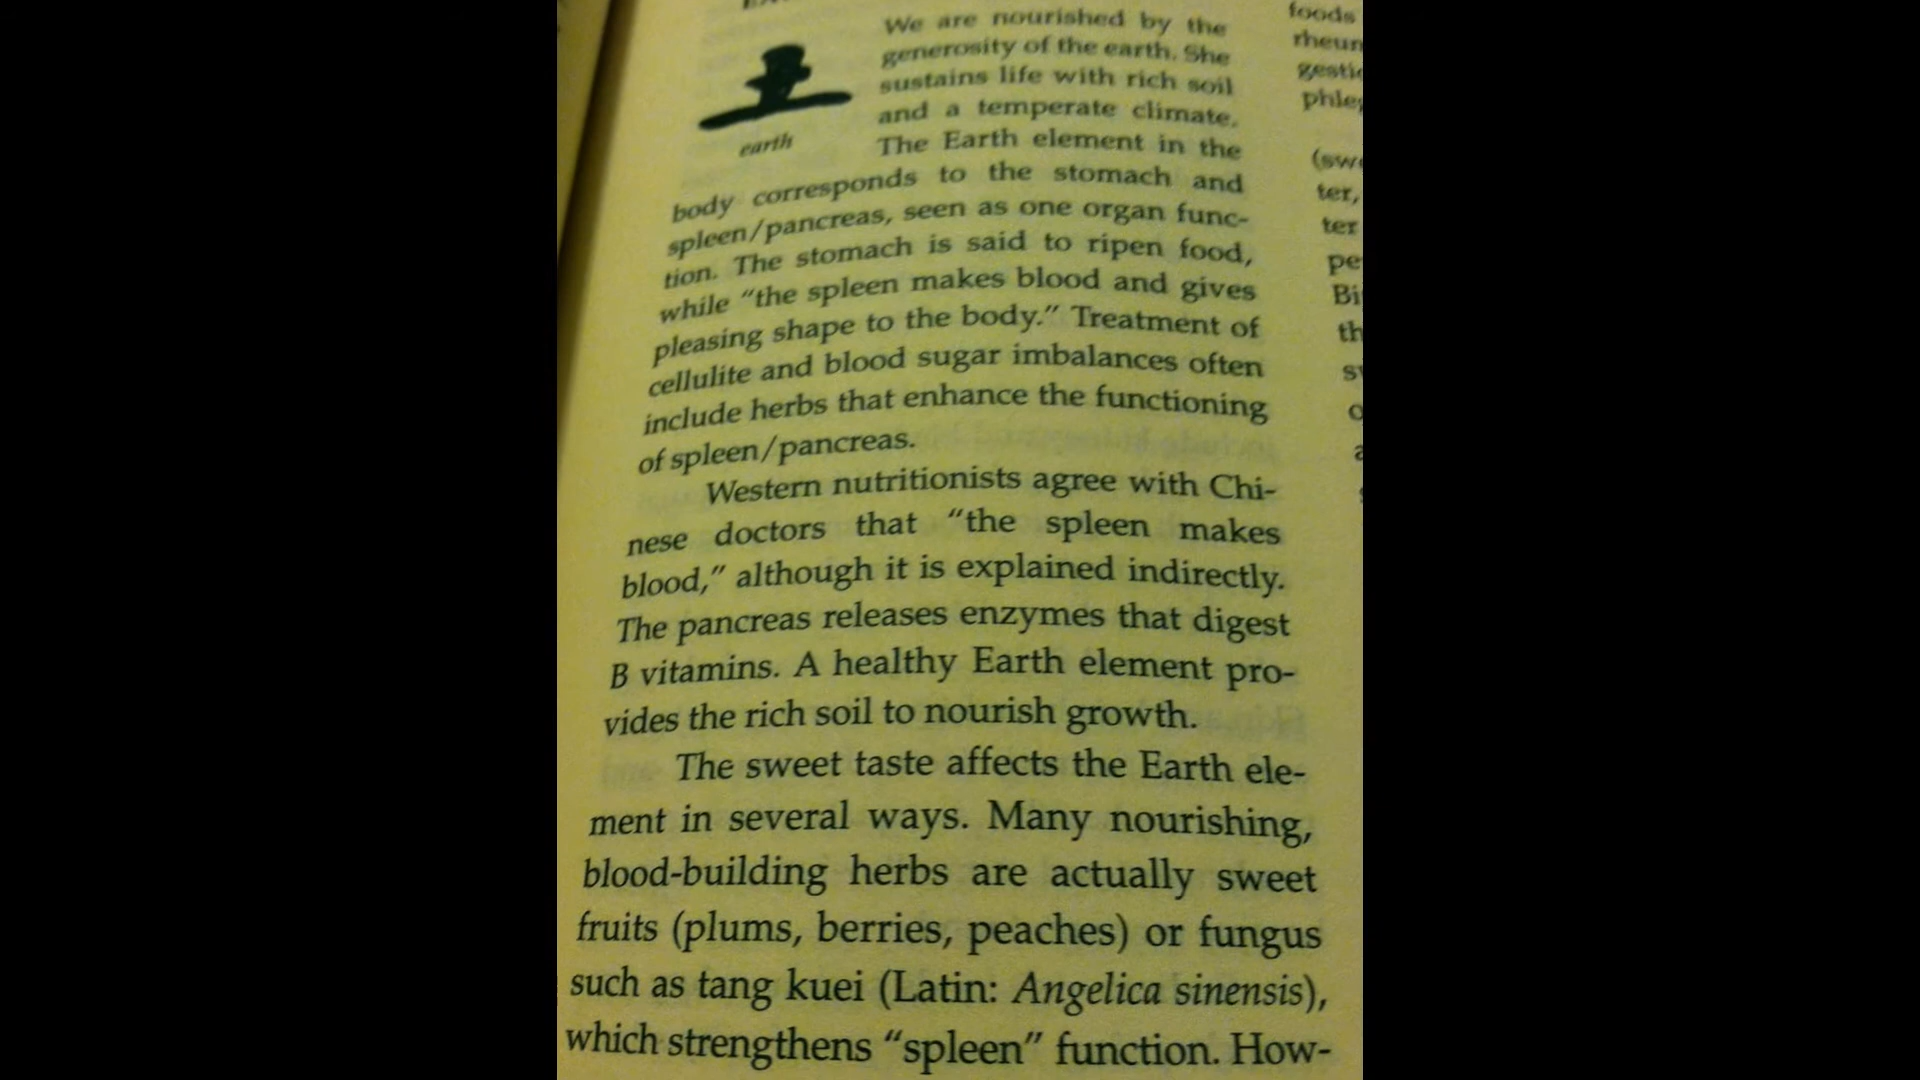 We are nourished by the
generosity of the earth. She
sustains life with rich soil
and a temperate climate.
The Earth element in the
earth
body corresponds to the stomach and
spleen/pancreas, seen as one organ func-
tion. The stomach is said to ripen food,
while "the spleen makes blood and gives
pleasing shape to the body." Treatment of
cellulite and blood sugar imbalances often
include herbs that enhance the functioning
of spleen/pancreas.
Western nutritionists agree with Chi-
nese doctors that "the spleen makes
blood," although it is explained indirectly.
The pancreas releases enzymes that digest
B vitamins. A healthy Earth element pro-
vides the rich soil to nourish growth.
The sweet taste affects the Earth ele-
ment in several ways. Many nourishing,
blood-building herbs are actually sweet
fruits (plums, berries, peaches) or fungus
such as tang kuei (Latin: Angelica sinensis),
which strengthens "spleen" function. How-
foods
(swe
ter,
ter
pe
Bi
th